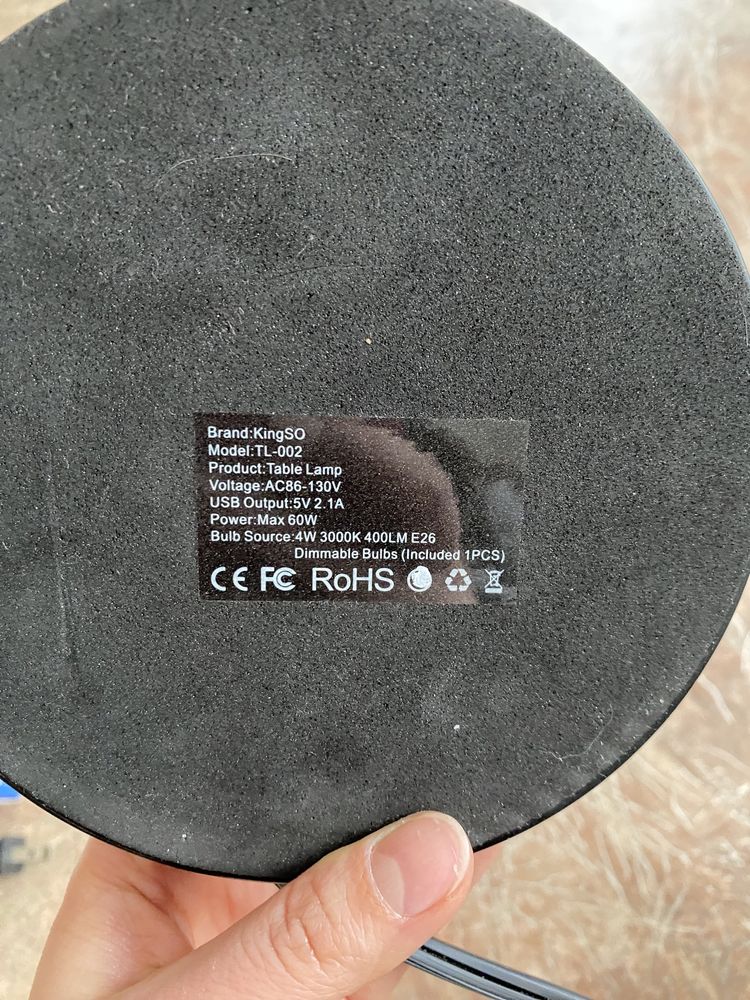 Brand:KingSO
Model:TL-002
Product:Table Lamp
Voltage:AC86-130V
USB Output:5V 2.1A
Power:Max 60W
Bulb Source:4W 3000K 400LM E26
Dimmable Bulbs (Included 1PCS)
CE FC RoHS